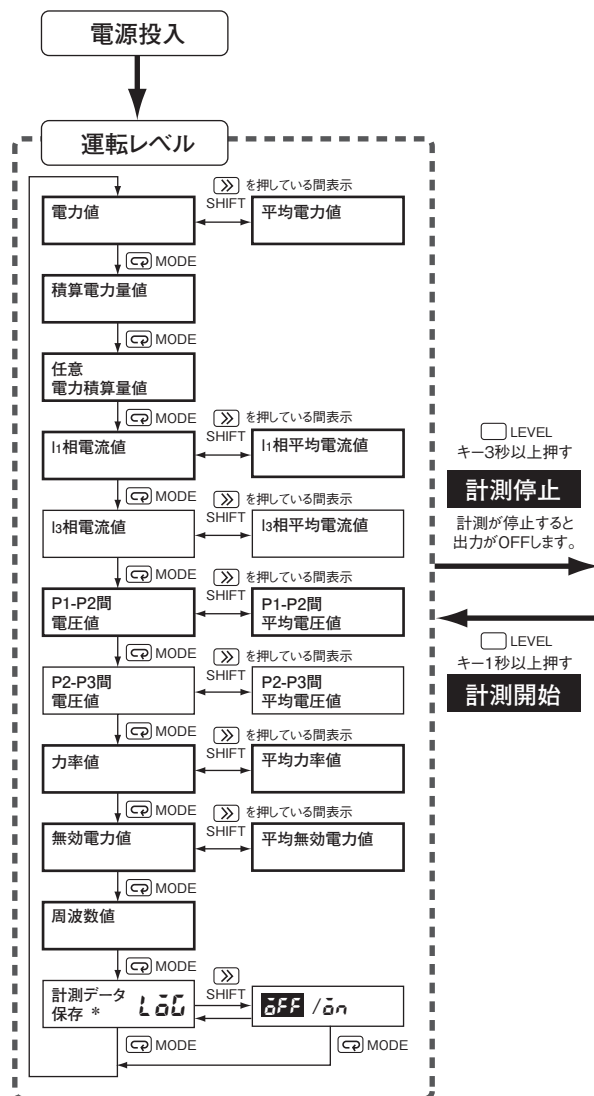 電源投入
運転レベル
を押している間表示
SHIFT
電力値
平均電力値
MODE
積算電力量値
MODE
任意
電力積算量値
MODE
を押している間表示
SHIFT
I1相電流値
I1相平均電流値
MODE
を押している間表示
SHIFT
I3相電流値
I3相平均電流値
MODE
を押している間表示
SHIFT
P1-P2間
電圧値
P1-P2間
平均電圧値
MODE
を押している間表示
SHIFT
P2-P3間
電圧値
P2-P3間
平均電圧値
MODE
を押している間表示
SHIFT
力率値
平均力率値
MODE
を押している間表示
SHIFT
無効電力値
平均無効電力値
MODE
周波数値
MODE
SHIFT
計測データ
保存 *
LoG
oFF /on
MODE
MODE
LEVEL
キー3秒以上押す
計測停止
計測が停止すると
出力がOFFします。
LEVEL
キー1秒以上押す
計測開始